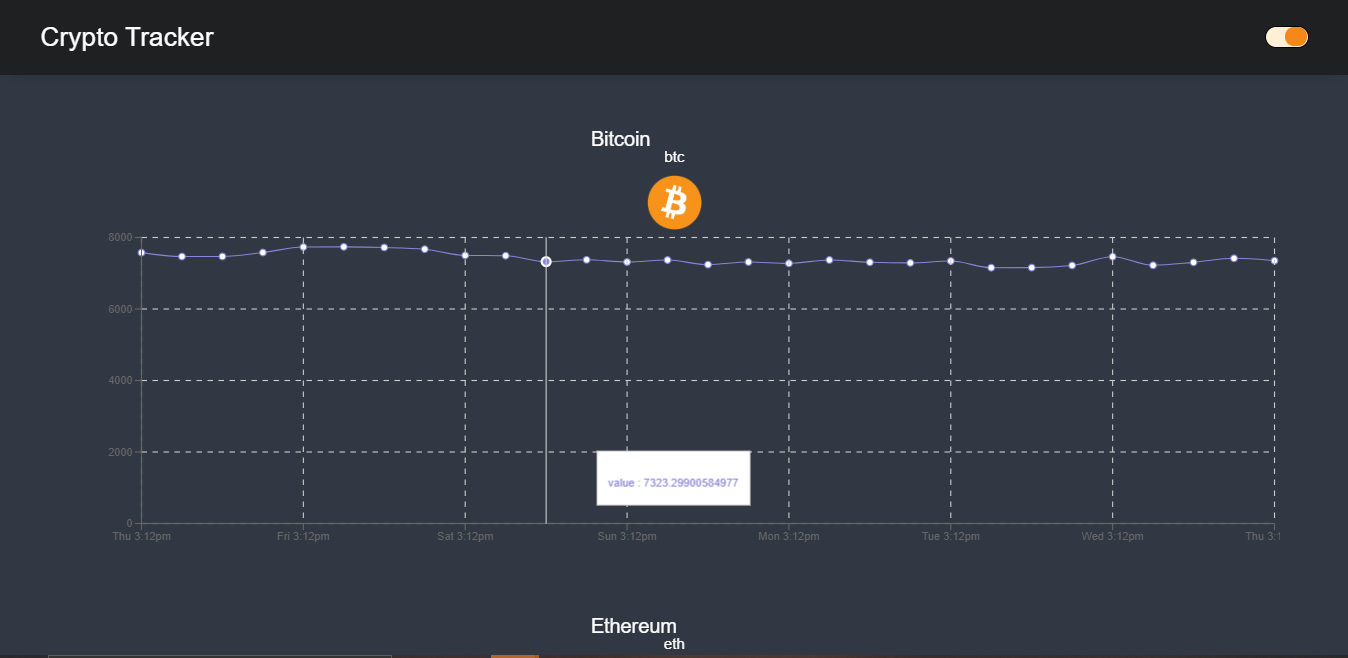 Crypto Tracker
Bitcoin
btc
8000
6000
4000
2000
value : 7323.29900584977
0
Thu 3:12pm Fri 3:12pm Sat 3:12pm Sun 3:12pm Mon 3:12pm Tue 3:12pm Wed 3:12pm Thu 3:1
Ethereum
eth